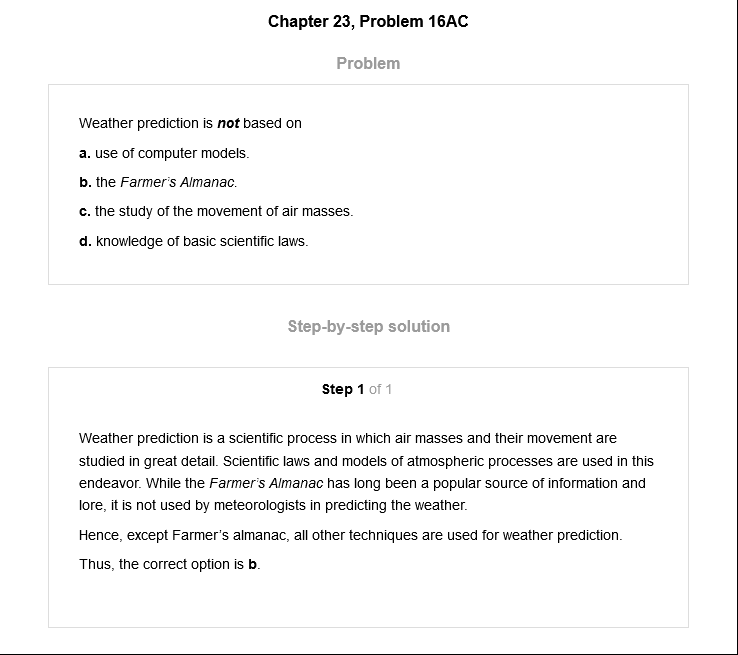 Chapter 23, Problem 16AC
Problem
Weather prediction is not based on
a. use of computer models.
b. the Farmer's Almanac.
c. the study of the movement of air masses.
d. knowledge of basic scientific laws.
Step-by-step solution
Step 1 of 1
Weather prediction is a scientific process in which air masses and their movement are
studied in great detail. Scientific laws and models of atmospheric processes are used in this
endeavor. While the Farmer's Almanac has long been a popular source of information and
lore, it is not used by meteorologists in predicting the weather.
Hence, except Farmer's almanac, all other techniques are used for weather prediction.
Thus, the correct option is b.